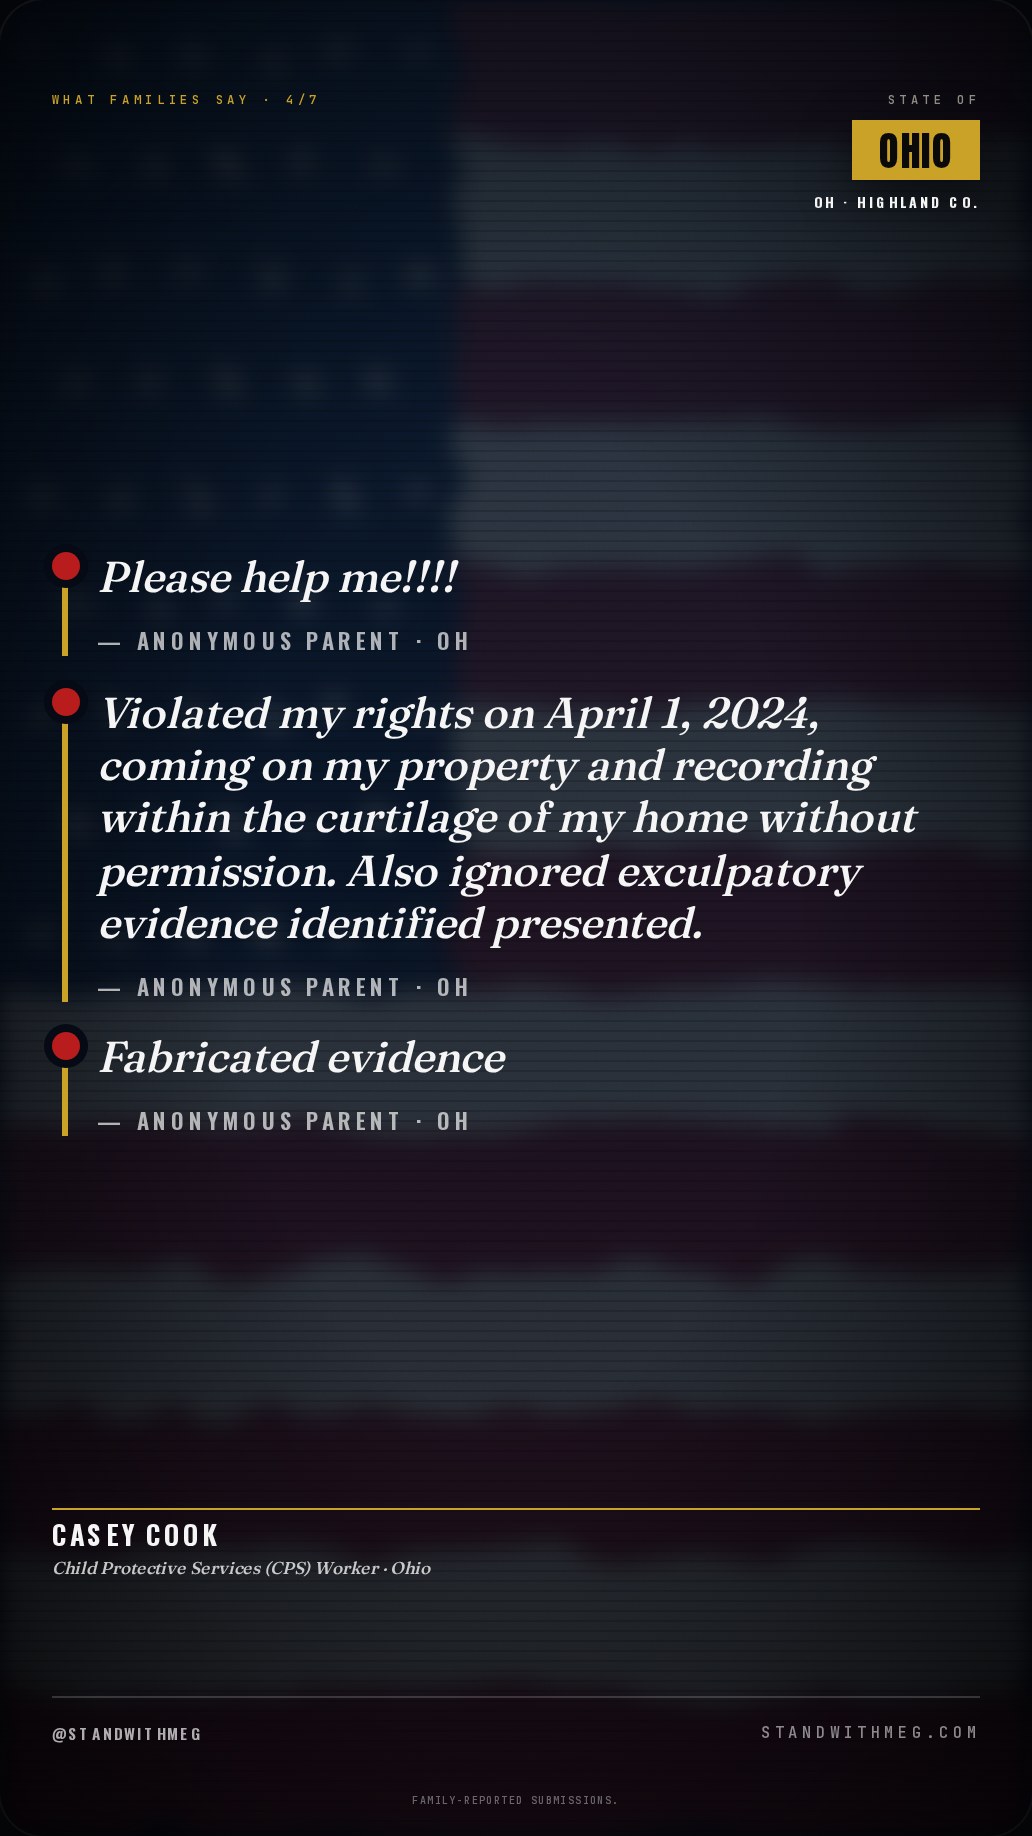 WHAT FAMILIES SAY · 4/7
STATE OF
OHIO
OH · HIGHLAND CO.
Please help me!!!!
— ANONYMOUS PARENT · OH
Violated my rights on April 1, 2024,
coming on my property and recording
within the curtilage of my home without
permission. Also ignored exculpatory
evidence identified presented.
— ANONYMOUS PARENT · OH
Fabricated evidence
— ANONYMOUS PARENT · OH
CASEY COOK
Child Protective Services (CPS) Worker · Ohio
@STANDWITHMEG
STANDWITHMEG.COM
FAMILY-REPORTED SUBMISSIONS.